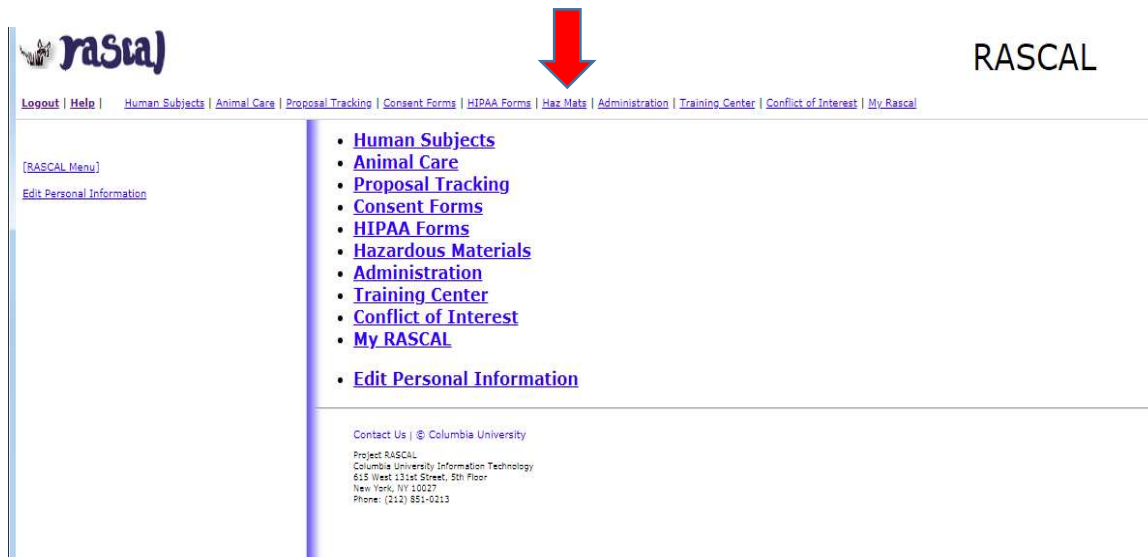 rascal
RASCAL
Logout | Help | Human Subjects | Animal Care | Proposal Tracking | Consent Forms | HIPAA Forms | Haz Mats | Administration | Training Center | Conflict of Interest | My Rascal
[RASCAL Menu]
Edit Personal Information
• Human Subjects
• Animal Care
• Proposal Tracking
• Consent Forms
• HIPAA Forms
• Hazardous Materials
• Administration
• Training Center
• Conflict of Interest
• My RASCAL
• Edit Personal Information
Contact Us | © Columbia University
Project RASCAL
Columbia University Information Technology
615 West 131st Street, 5th Floor
New York, NY 10027
Phone: (212) 851-0213